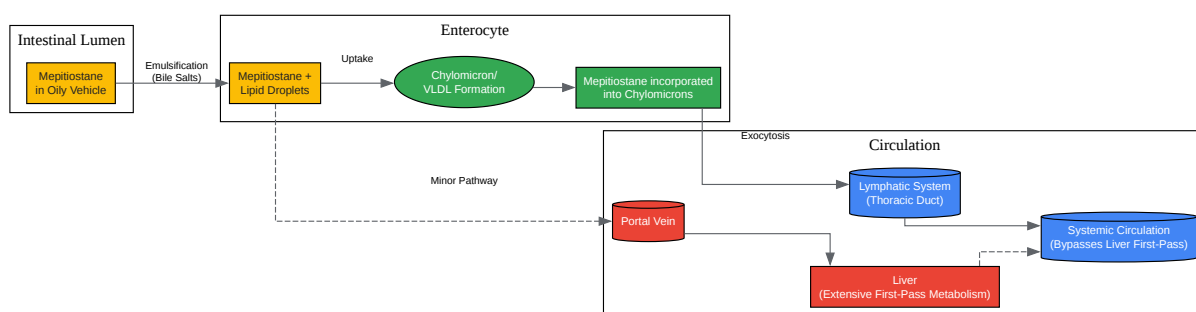 Intestinal Lumen
Mepitiostane
in Oily Vehicle
Emulsification
(Bile Salts)
Enterocyte
Mepitiostane +
Lipid Droplets
Uptake
Chylomicron/
VLDL Formation
Mepitiostane incorporated
into Chylomicrons
Exocytosis
Minor Pathway
Circulation
Lymphatic System
(Thoracic Duct)
Portal Vein
Systemic Circulation
(Bypasses Liver First-Pass)
Liver
(Extensive First-Pass Metabolism)